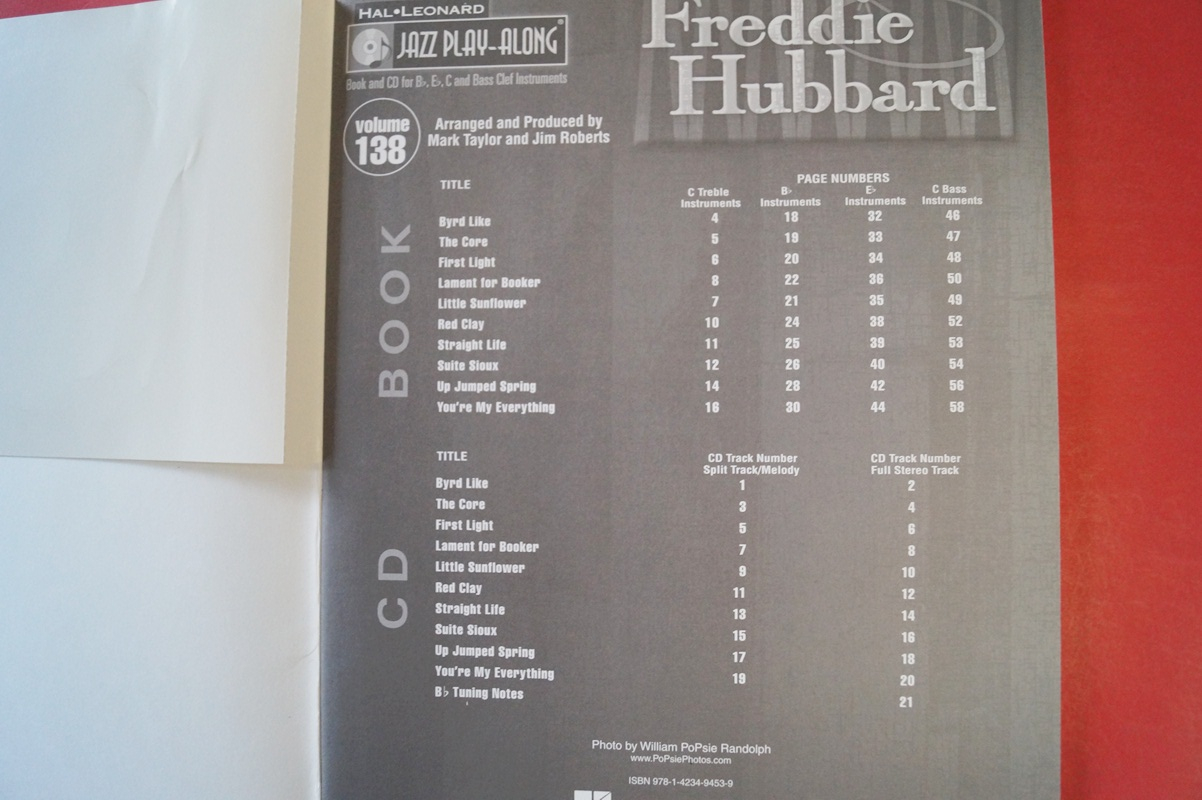 HAL•LEONARD®
JAZZ PLAY-ALONG
Book and CD for B♭, E♭, C and Bass Clef Instruments
Freddie
Hubbard
volume
138
Arranged and Produced by
Mark Taylor and Jim Roberts
BOOK
TITLE PAGE NUMBERS
C Treble Instruments B♭ Instruments E♭ Instruments C Bass Instruments
Byrd Like 4 18 32 46
The Core 5 19 33 47
First Light 6 20 34 48
Lament for Booker 8 22 36 50
Little Sunflower 7 21 35 49
Red Clay 10 24 38 52
Straight Life 11 25 39 53
Suite Sioux 12 26 40 54
Up Jumped Spring 14 28 42 56
You're My Everything 16 30 44 58
CD
TITLE CD Track Number Split Track/Melody CD Track Number Full Stereo Track
Byrd Like 1 2
The Core 3 4
First Light 5 6
Lament for Booker 7 8
Little Sunflower 9 10
Red Clay 11 12
Straight Life 13 14
Suite Sioux 15 16
Up Jumped Spring 17 18
You're My Everything 19 20
B♭ Tuning Notes 21
Photo by William PoPsie Randolph
www.PoPsiePhotos.com
ISBN 978-1-4234-9453-9